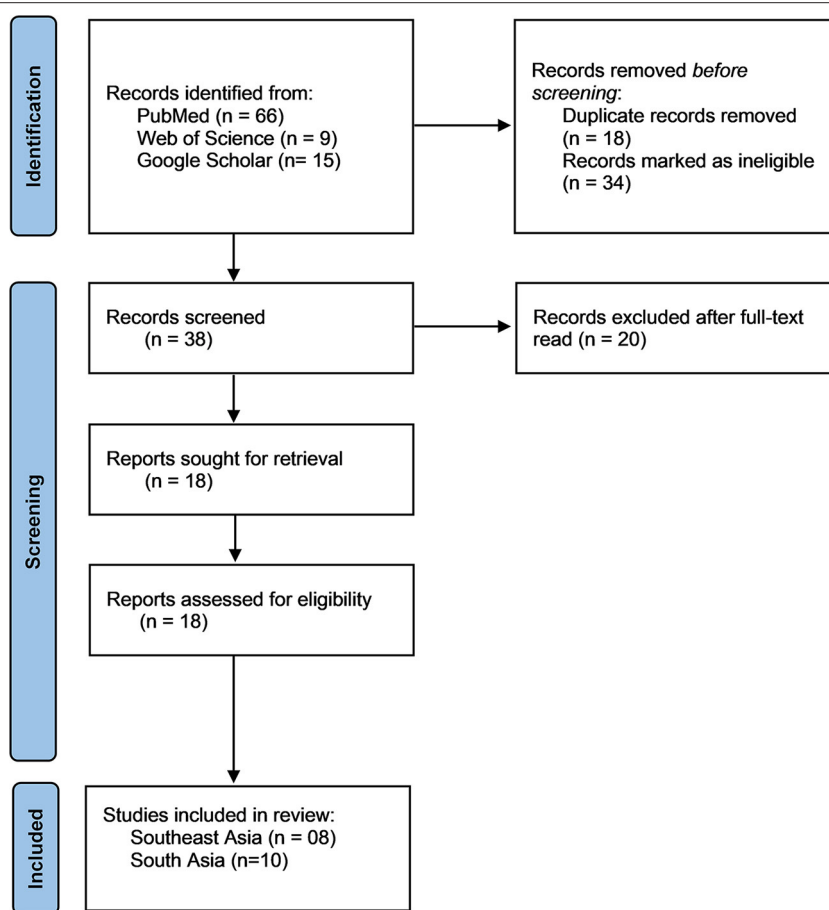 Identification
Records identified from:
PubMed (n = 66)
Web of Science (n = 9)
Google Scholar (n= 15)
Records removed before
screening:
Duplicate records removed
(n = 18)
Records marked as ineligible
(n = 34)
Screening
Records screened
(n = 38)
Records excluded after full-text
read (n = 20)
Reports sought for retrieval
(n = 18)
Reports assessed for eligibility
(n = 18)
Included
Studies included in review:
Southeast Asia (n = 08)
South Asia (n=10)